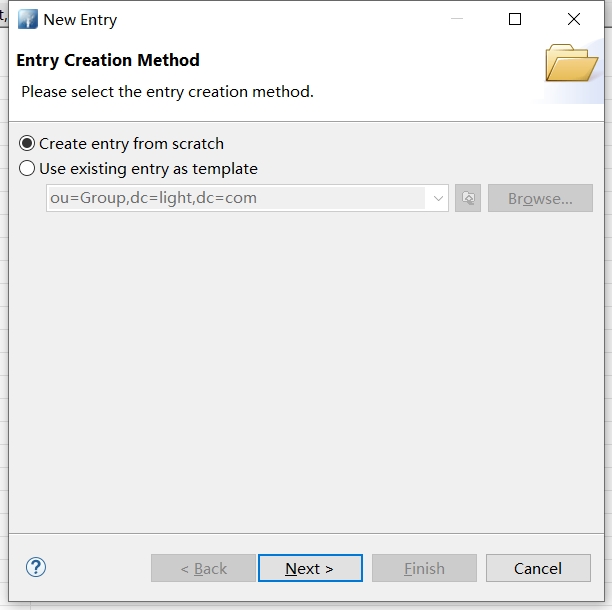 New Entry
Entry Creation Method
Please select the entry creation method.
Create entry from scratch
Use existing entry as template
ou=Group,dc=light,dc=com
Browse...
?
< Back
Next >
Finish
Cancel